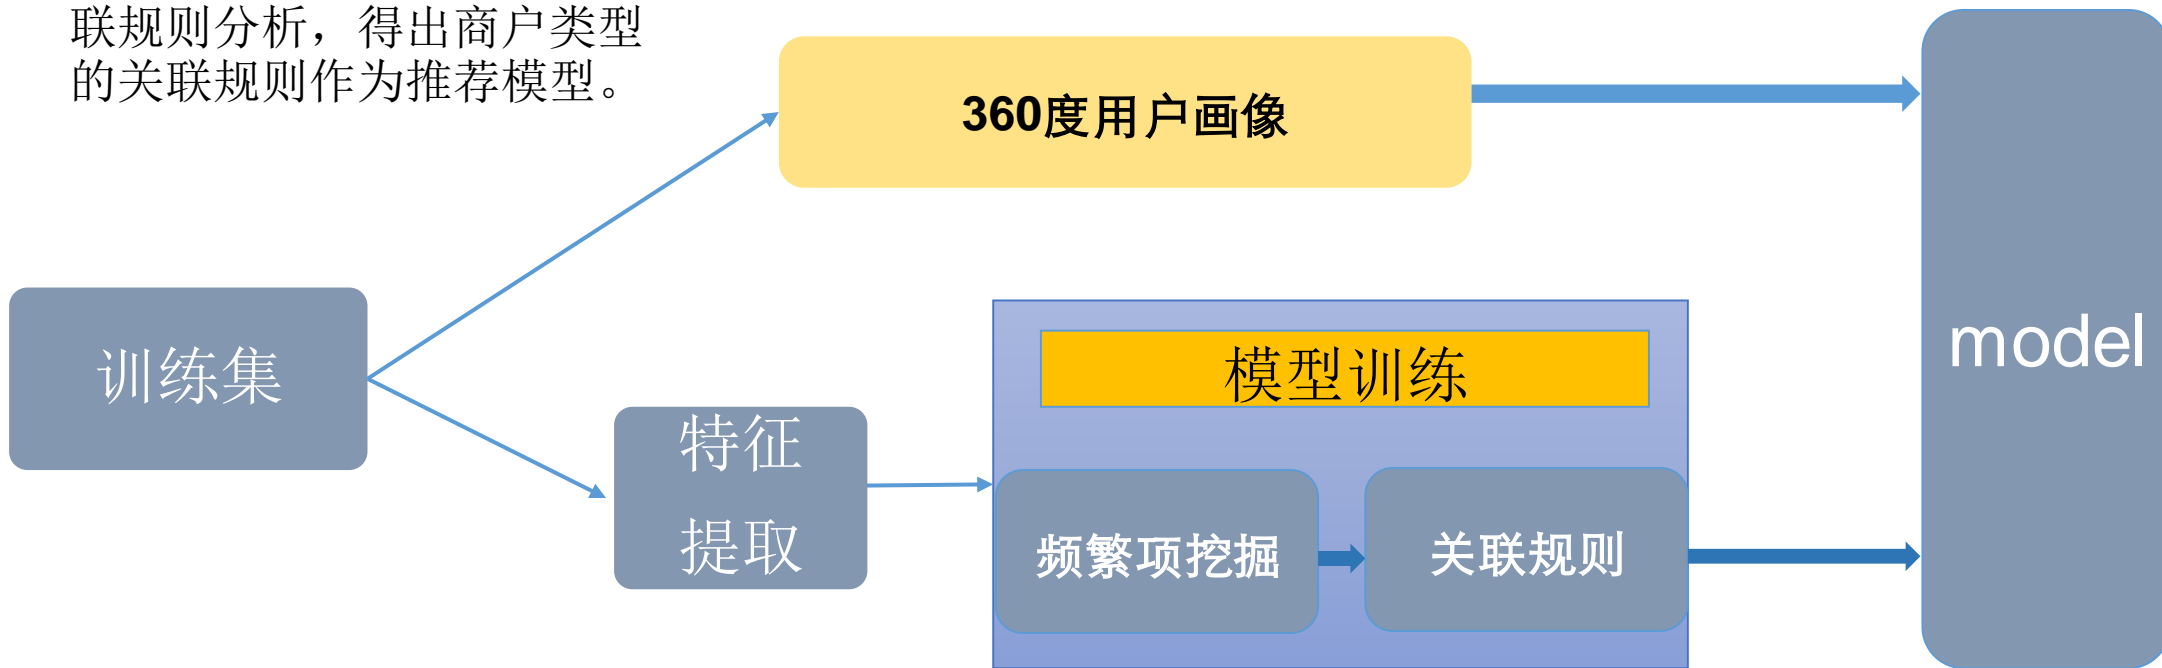 联规则分析，得出商户类型
的关联规则作为推荐模型。
360度用户画像
训练集
特征
提取
模型训练
频繁项挖掘
关联规则
model